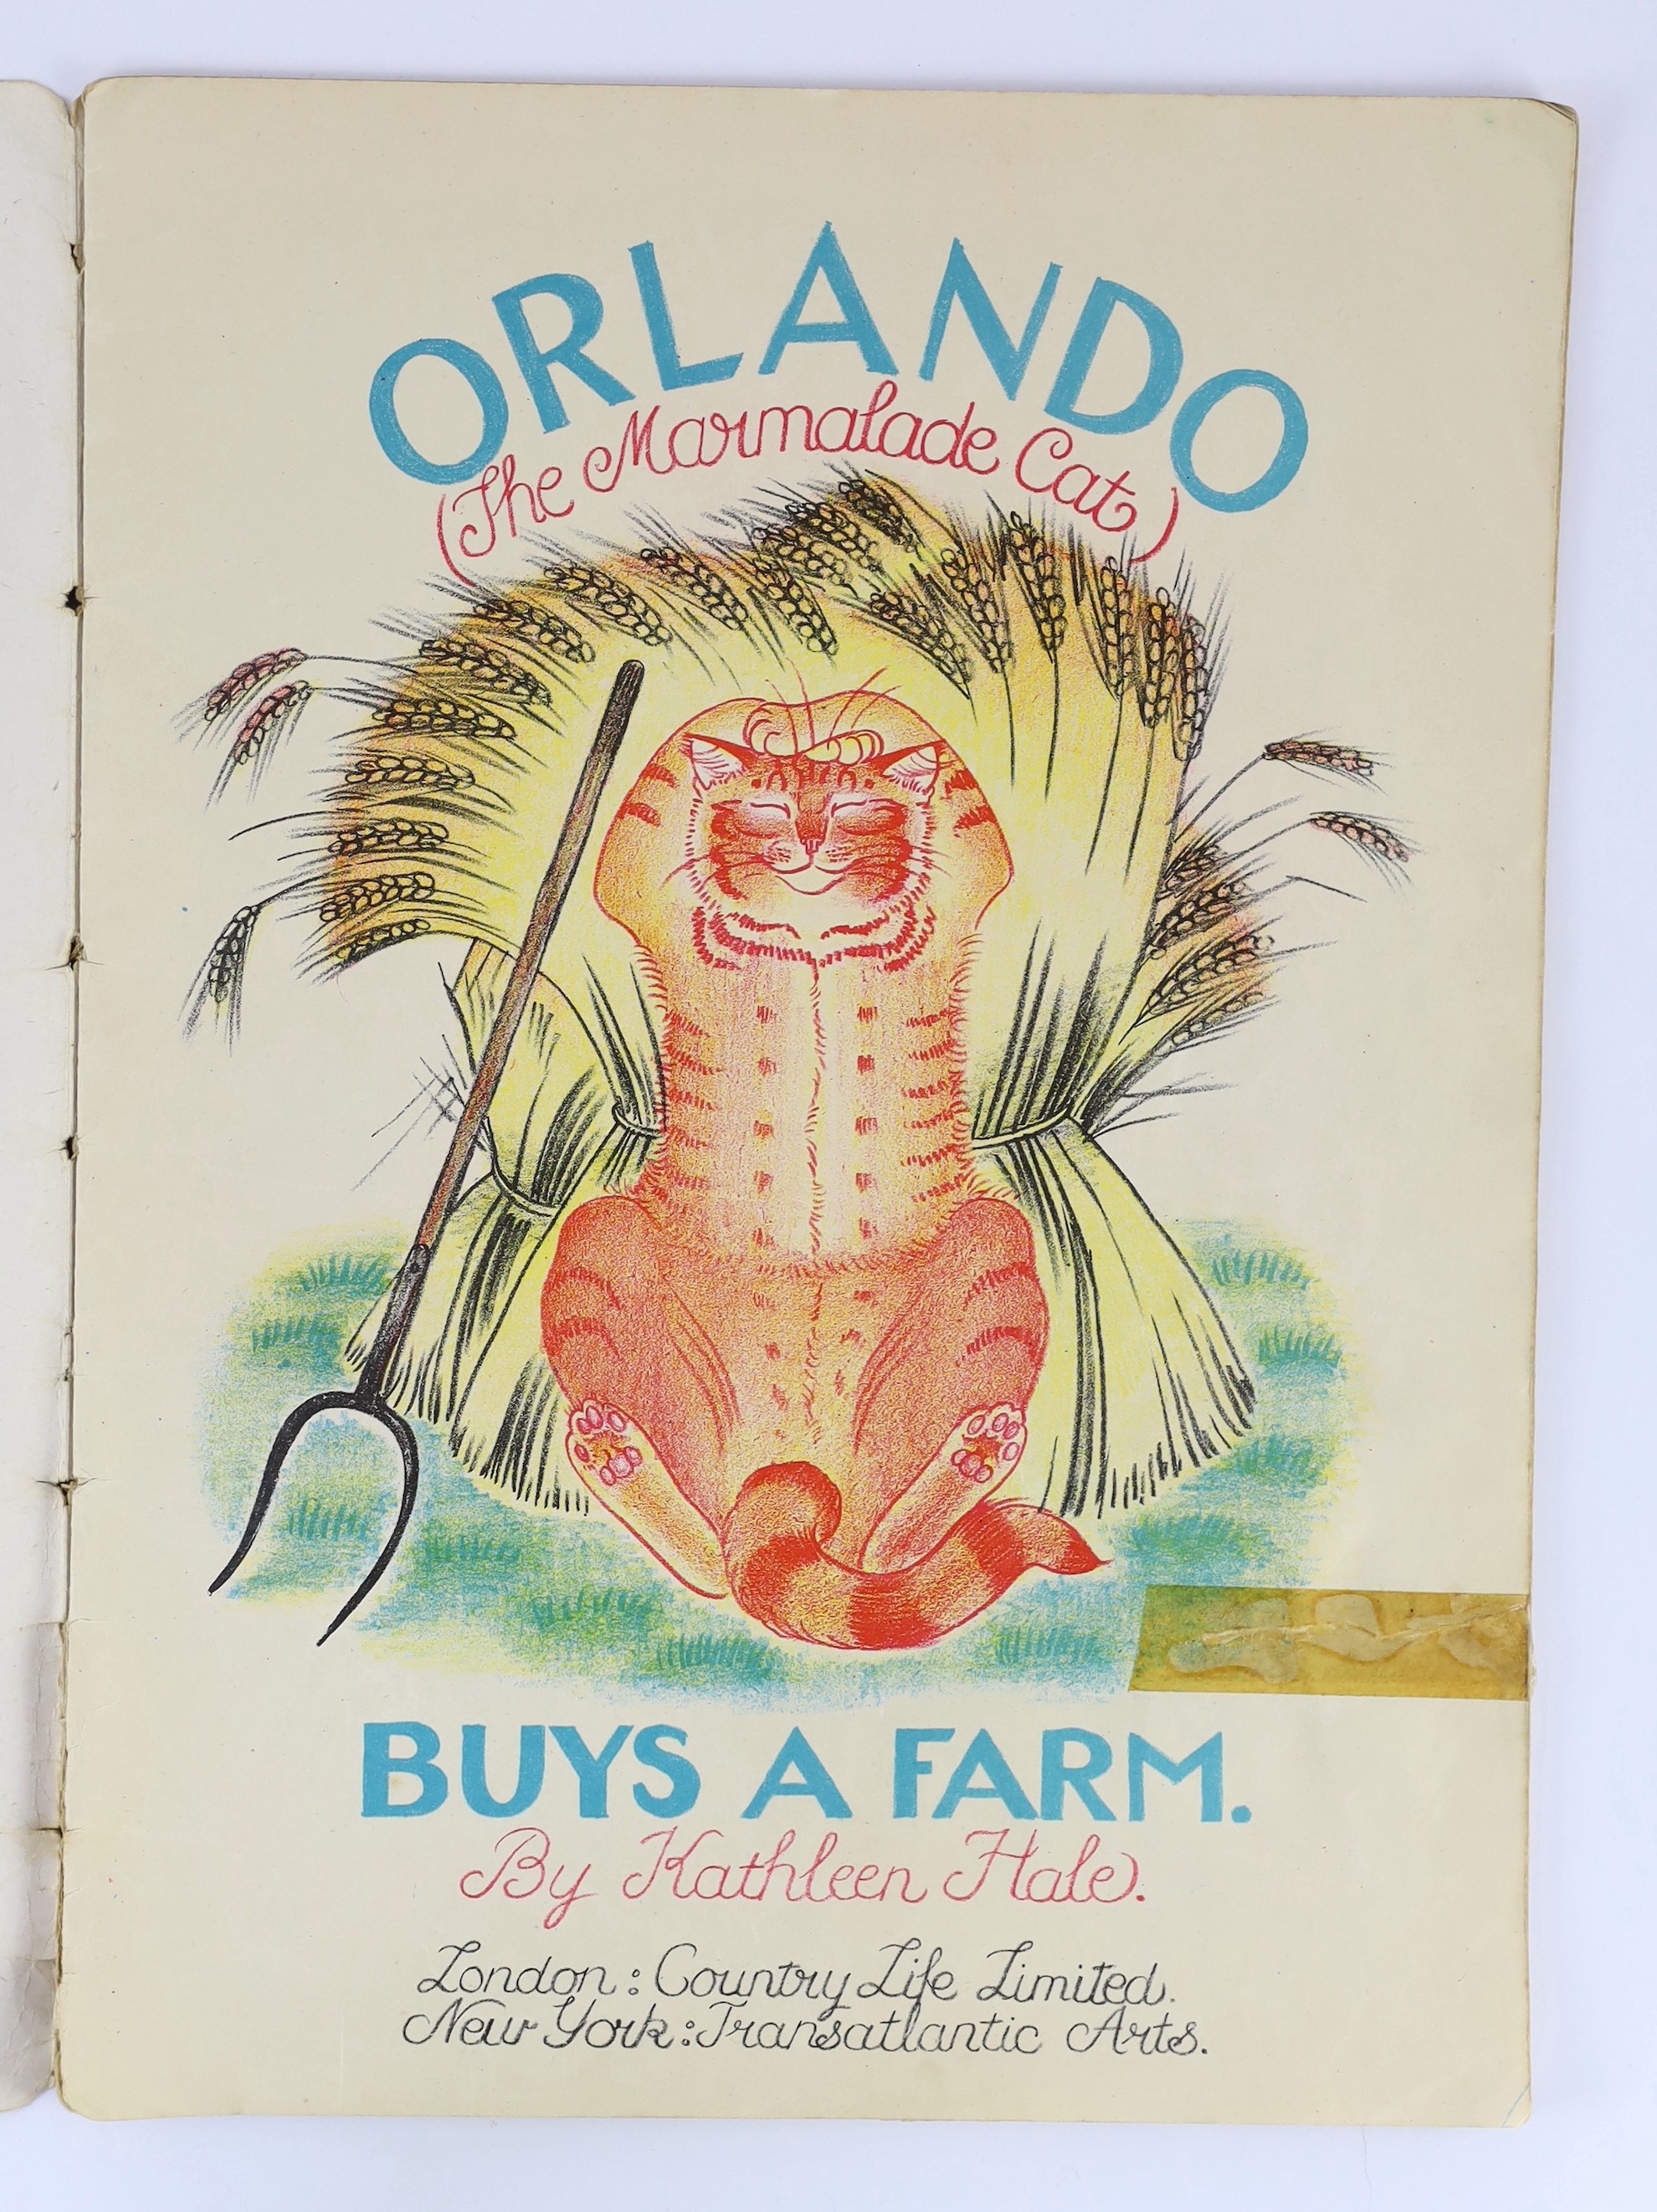 ORLANDO
(The Marmalade Cat)
BUYS A FARM.
By Kathleen Hale.
London: Country Life Limited.
New York: Transatlantic Arts.